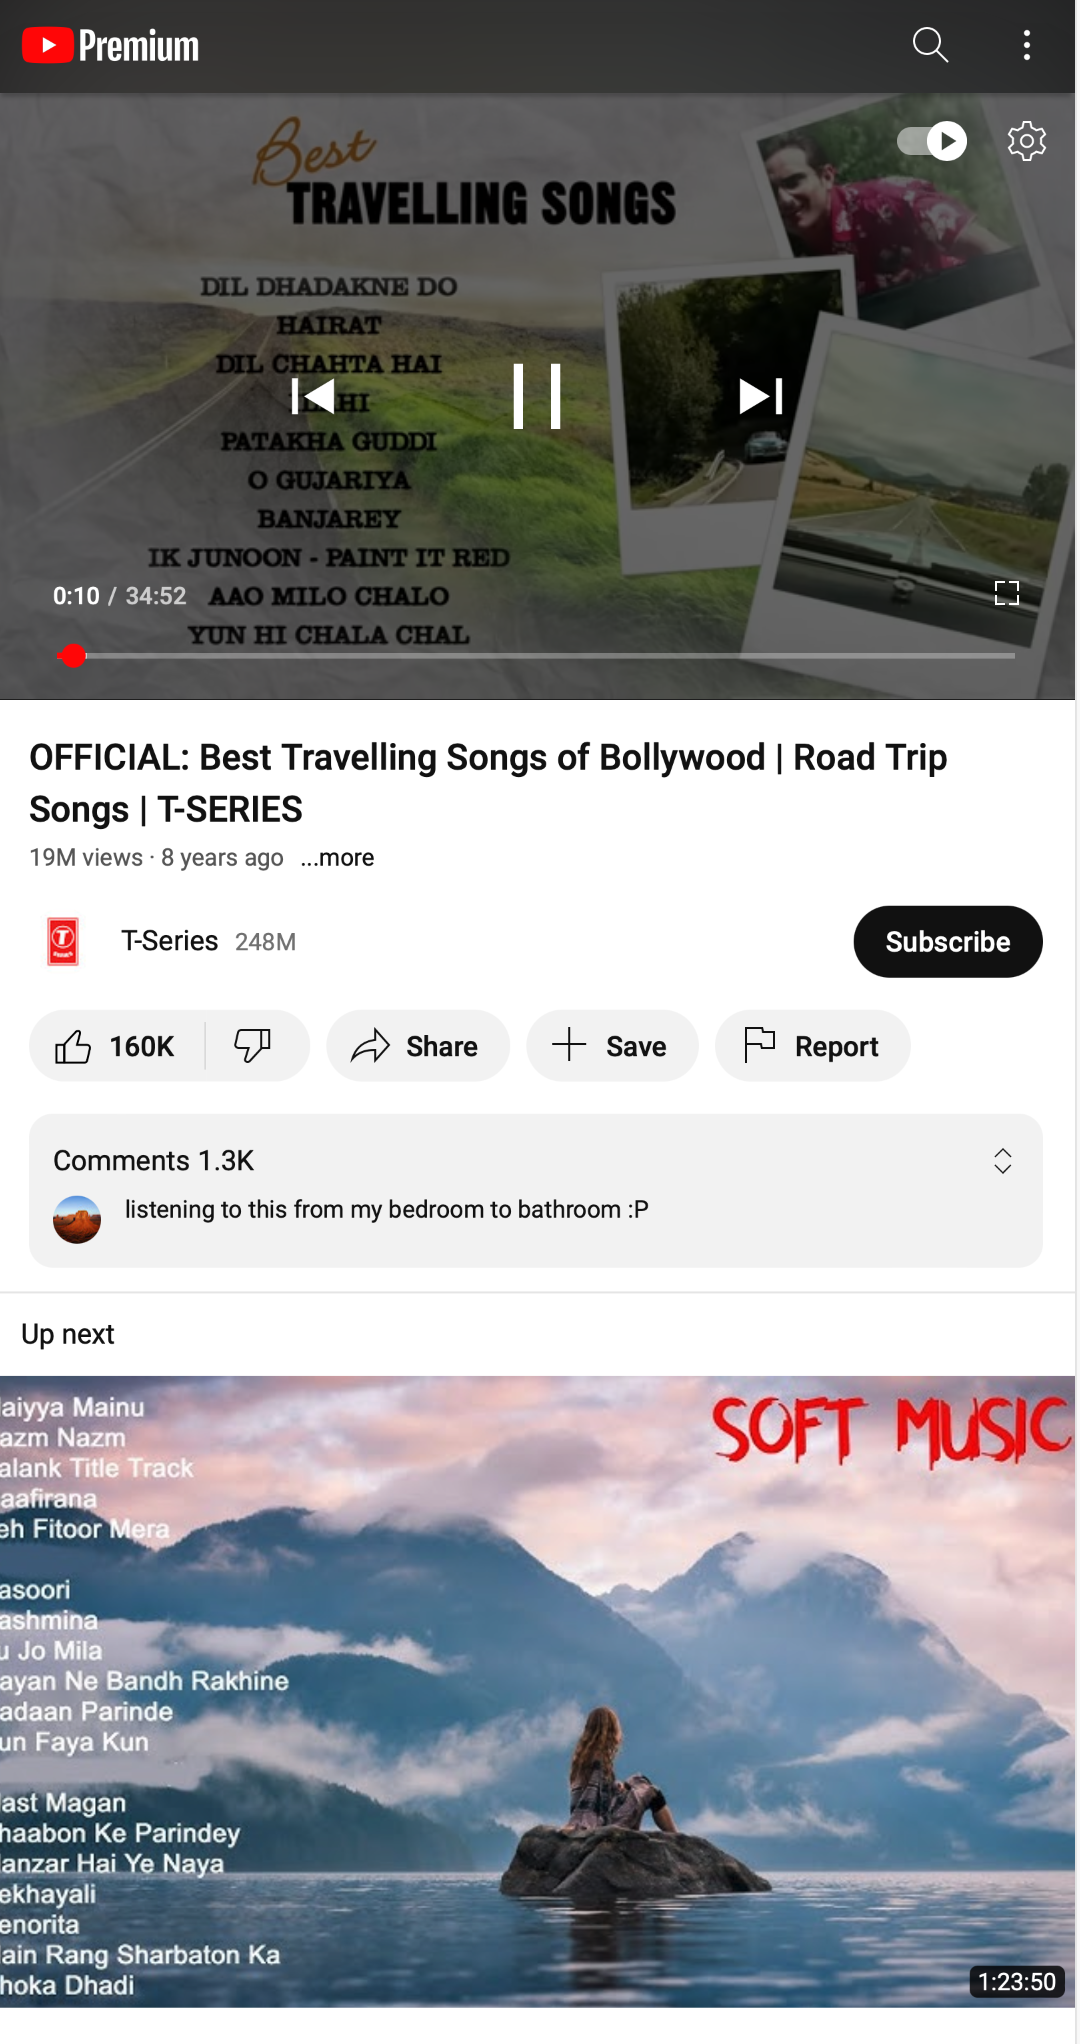 Premium
Best
TRAVELLING SONGS
DIL DHADAKNE DO
HAIRAT
DIL CHAHTA HAI
PATAKHA GUDDI
O GUJARIYA
BANJAREY
IK JUNOON - PAINT IT RED
0:10 / 34:52
AAO MILO CHALO
YUN HI CHALA CHAL
OFFICIAL: Best Travelling Songs of Bollywood | Road Trip
Songs | T-SERIES
19M views · 8 years ago ...more
T-Series 248M
Subscribe
160K
Share
Save
Report
Comments 1.3K
listening to this from my bedroom to bathroom :P
Up next
SOFT MUSIC
aiyya Mainu
azm Nazm
alank Title Track
aafirana
eh Fitoor Mera
asoori
ashmina
u Jo Mila
ayan Ne Bandh Rakhine
adaan Parinde
un Faya Kun
ast Magan
haabon Ke Parindey
anzar Hai Ye Naya
ekhayali
enorita
ain Rang Sharbaton Ka
hoka Dhadi
1:23:50